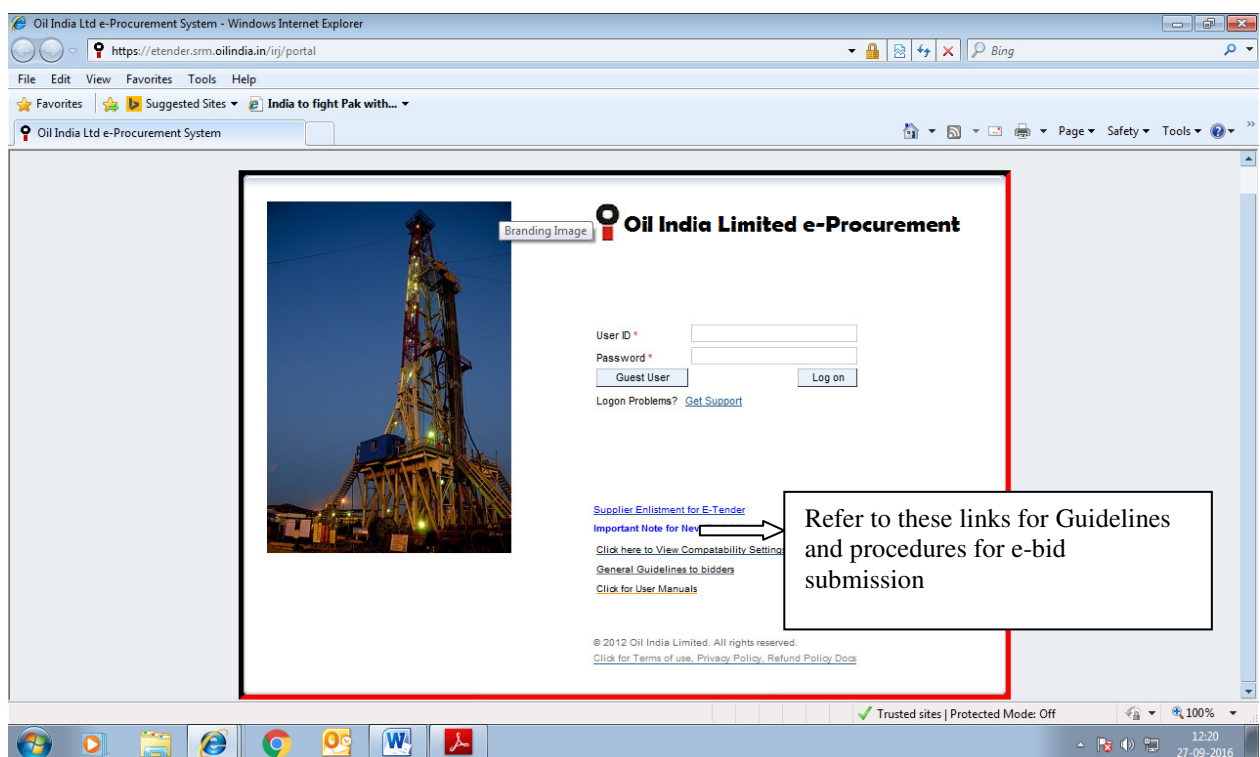 Oil India Ltd e-Procurement System - Windows Internet Explorer
https://etender.srm.oilindia.in/irj/portal
Bing
File Edit View Favorites Tools Help
Favorites Suggested Sites India to fight Pak with...
Oil India Ltd e-Procurement System
Page Safety Tools
Branding Image
Oil India Limited e-Procurement
User ID *
Password *
Guest User Log on
Logon Problems? Get Support
Supplier Enlistment for E-Tender
Important Note for
Click here to View Compatability Settings
General Guidelines to bidders
Click for User Manuals
Refer to these links for Guidelines
and procedures for e-bid
submission
© 2012 Oil India Limited. All rights reserved.
Click for Terms of use, Privacy Policy, Refund Policy Docs
Trusted sites | Protected Mode: Off 100%
12:20
27-09-2016